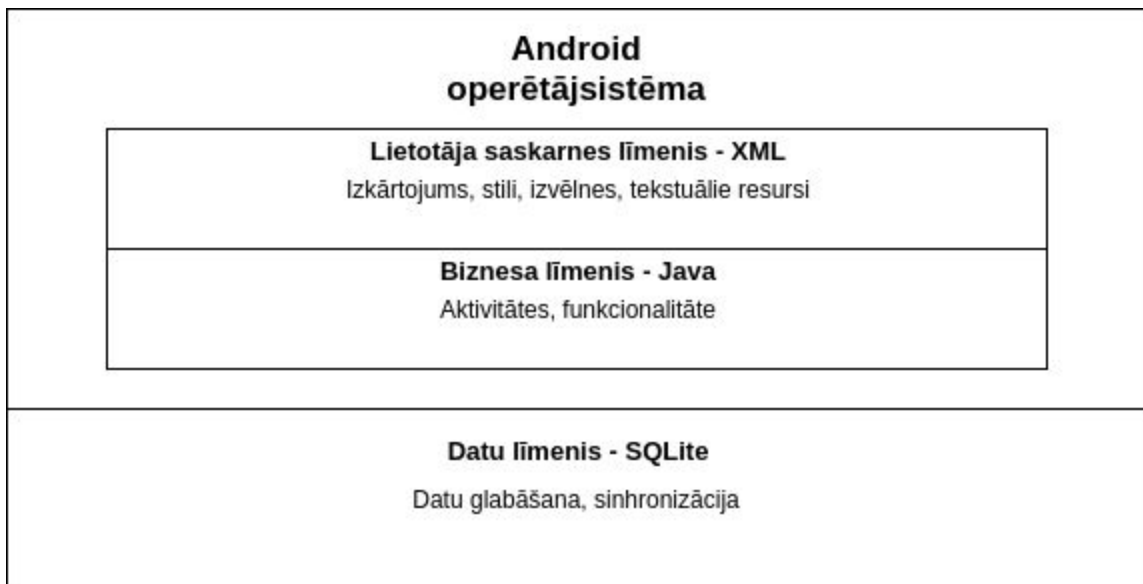 Android
operētājsistēma
Lietotāja saskarnes līmenis - XML
Izkārtojums, stili, izvēlnes, tekstuālie resursi
Biznesa līmenis - Java
Aktivitātes, funkcionalitāte
Datu līmenis - SQLite
Datu glabāšana, sinhronizācija